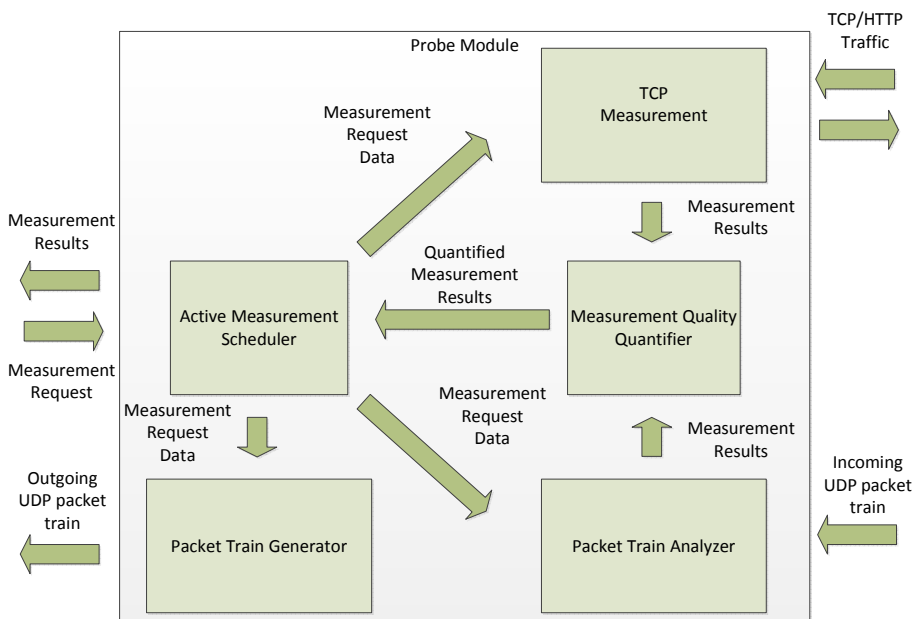 Probe Module
TCP/HTTP
Traffic
TCP
Measurement
Measurement
Request
Data
Measurement
Results
Measurement
Results
Quantified
Measurement
Results
Active Measurement
Scheduler
Measurement Quality
Quantifier
Measurement
Request
Measurement
Request
Data
Measurement
Request
Data
Measurement
Results
Outgoing
UDP packet
train
Incoming
UDP packet
train
Packet Train Generator
Packet Train Analyzer